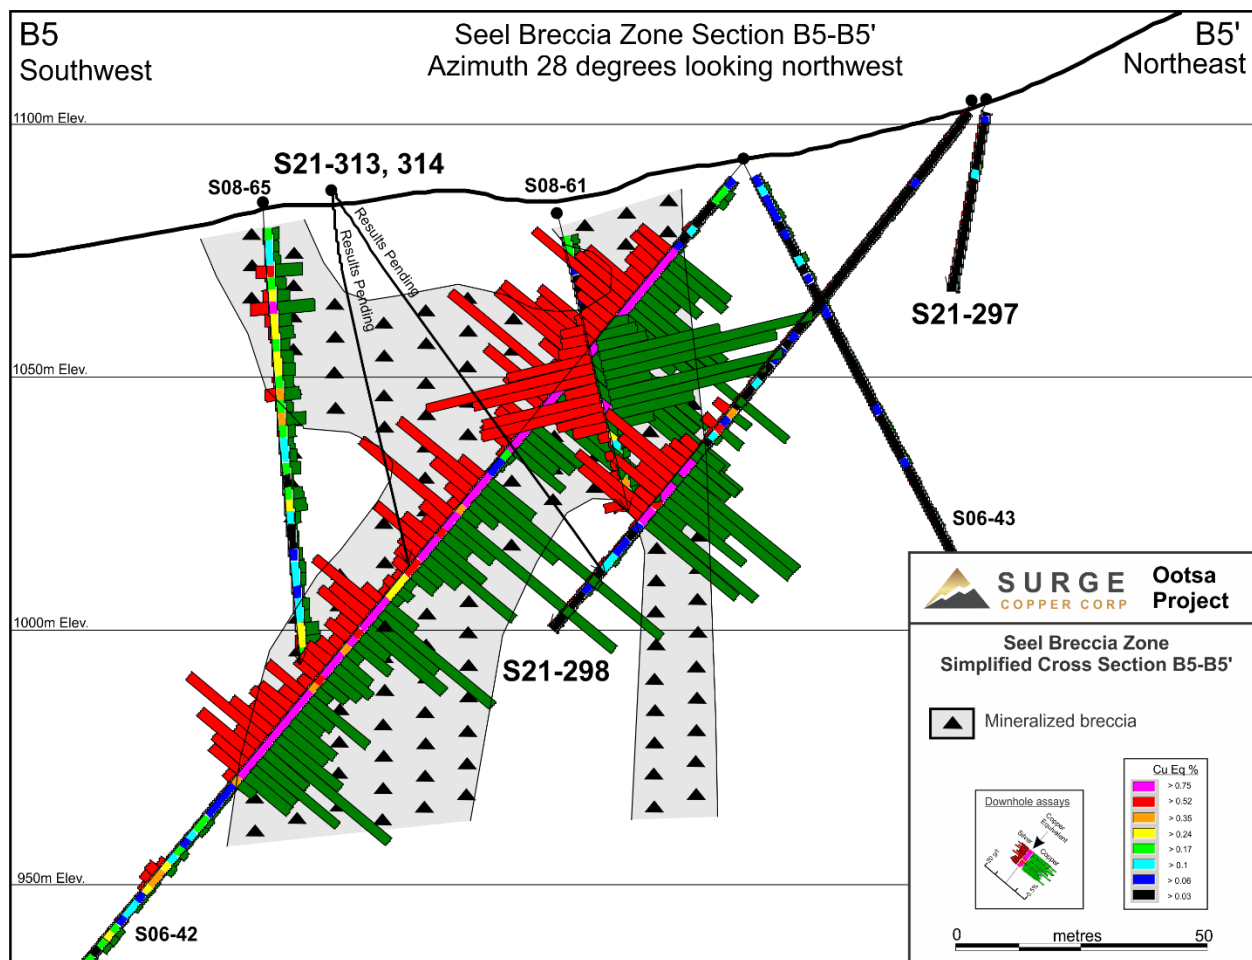 B5
Southwest
Seel Breccia Zone Section B5-B5'
Azimuth 28 degrees looking northwest
B5'
Northeast
1100m Elev.
S21-313, 314
S08-65
S08-61
Results Pending
Results Pending
S21-297
1050m Elev.
S06-43
1000m Elev.
S21-298
950m Elev.
S06-42
SURGE
COPPER CORP
Ootsa
Project
Seel Breccia Zone
Simplified Cross Section B5-B5'
Mineralized breccia
Downhole assays
Copper
Equivalent
Silver
Copper
20 g/t
0.5%
Cu Eq %
> 0.75
> 0.52
> 0.35
> 0.24
> 0.17
> 0.1
> 0.06
> 0.03
0 metres 50